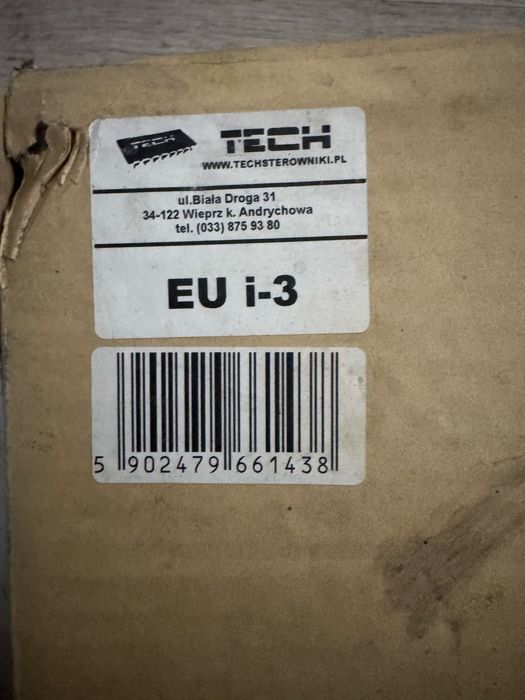 TECH
TECH
WWW.TECHSTEROWNIKI.PL
ul.Biała Droga 31
34-122 Wieprz k. Andrychowa
tel. (033) 875 93 80
EU i-3
5 902479 661438